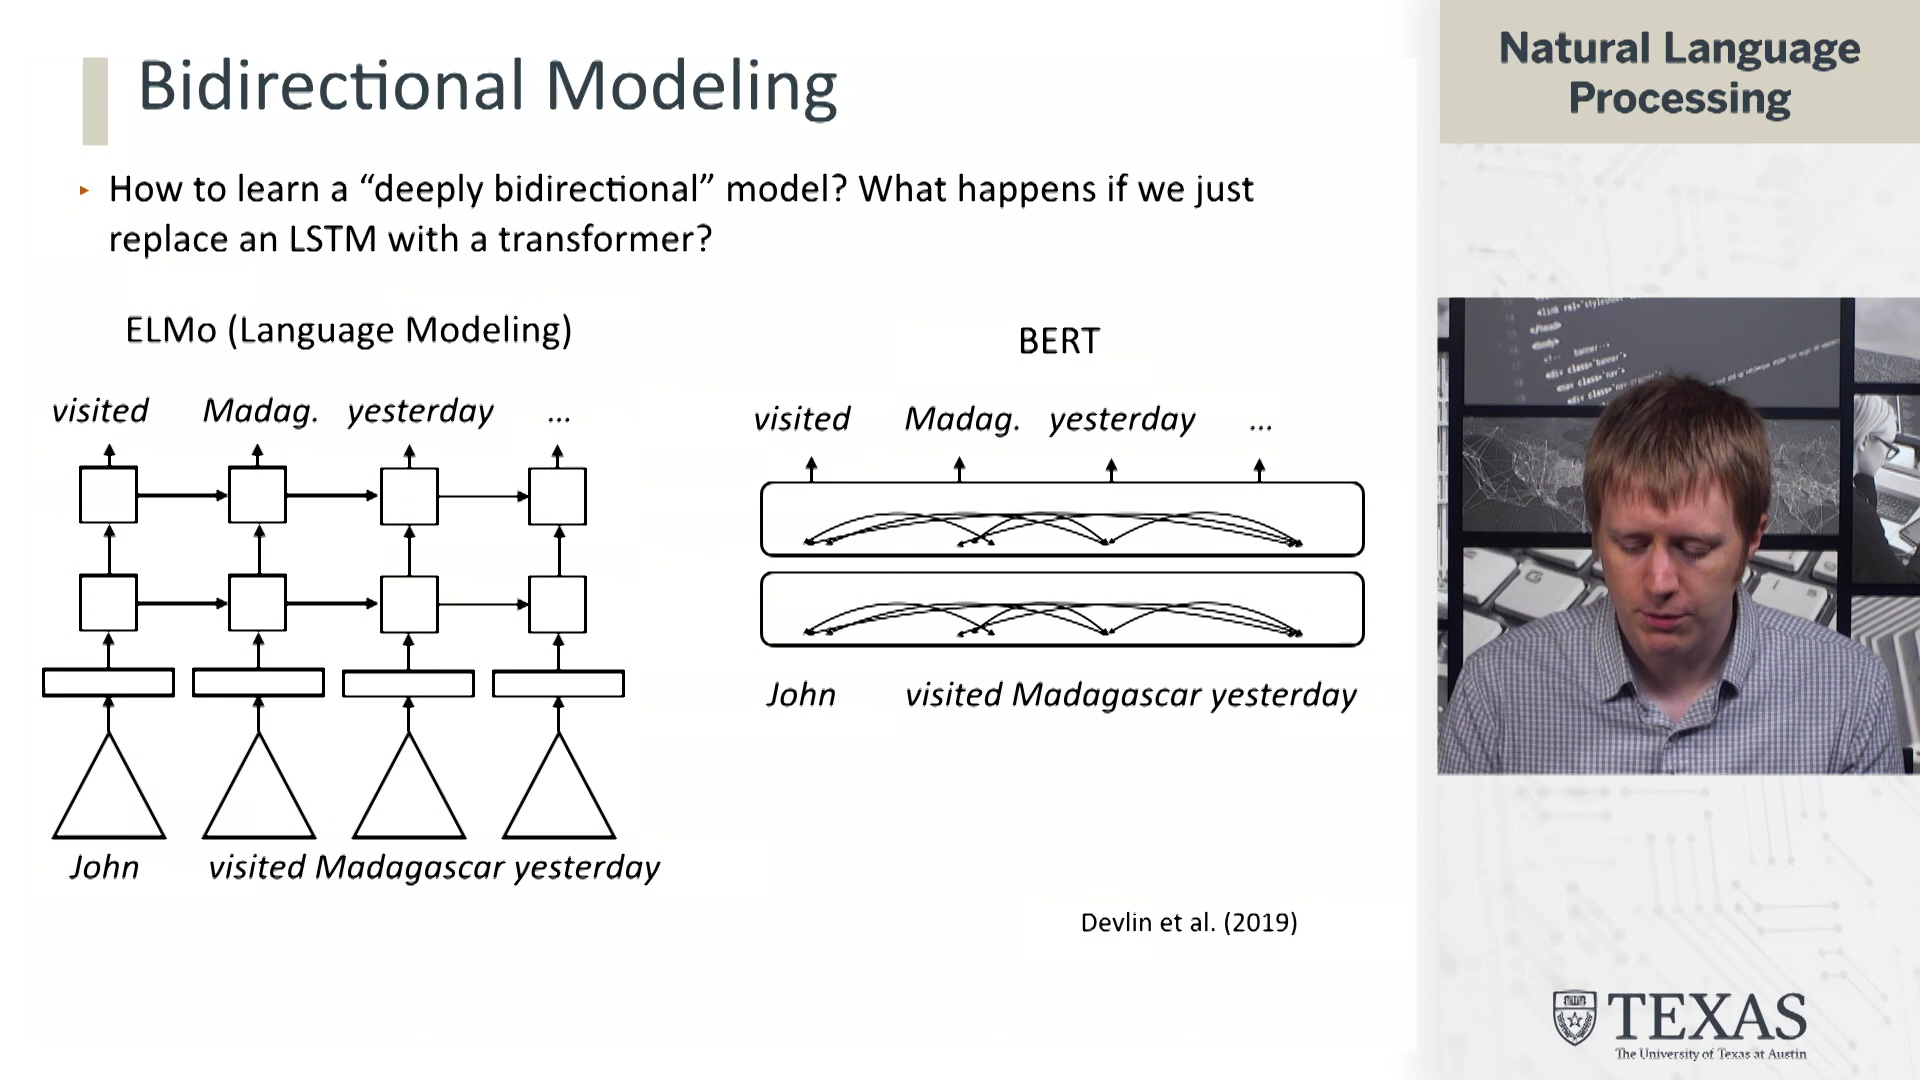 Bidirectional Modeling
▸ How to learn a “deeply bidirectional” model? What happens if we just
replace an LSTM with a transformer?
ELMo (Language Modeling)
visited Madag. yesterday ...
John visited Madagascar yesterday
BERT
visited Madag. yesterday ...
John visited Madagascar yesterday
Devlin et al. (2019)
Natural Language
Processing
TEXAS
The University of Texas at Austin